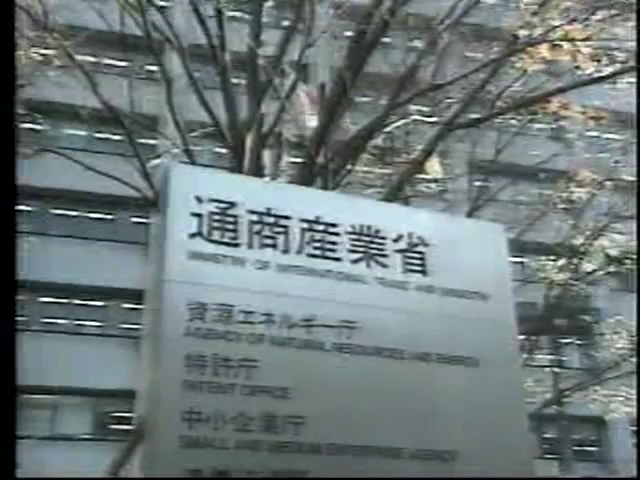 通商産業省
MINISTRY OF INTERNATIONAL TRADE AND INDUSTRY
資源エネルギー庁
AGENCY OF NATURAL RESOURCES AND ENERGY
特許庁
PATENT OFFICE
中小企業庁
SMALL AND MEDIUM ENTERPRISE AGENCY